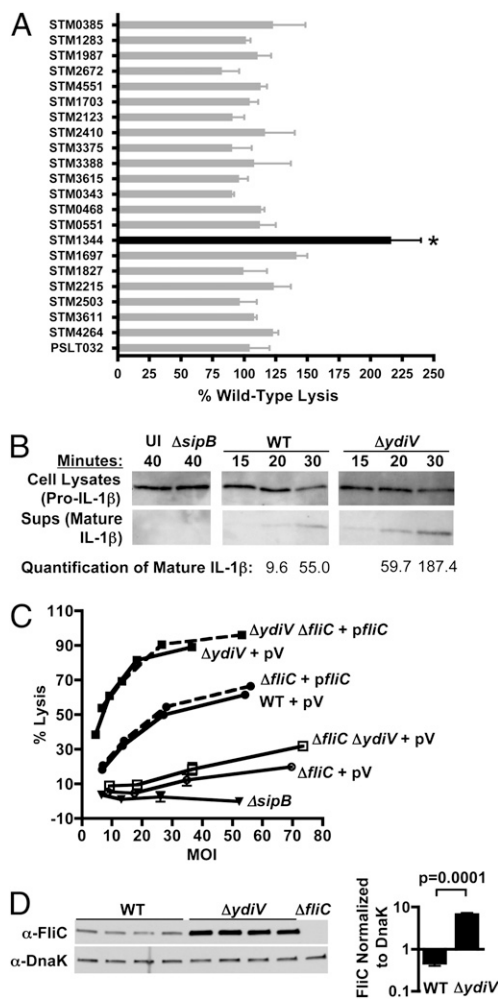 A
STM0385
STM1283
STM1987
STM2672
STM4551
STM1703
STM2123
STM2410
STM3375
STM3388
STM3615
STM0343
STM0468
STM0551
STM1344 *
STM1697
STM1827
STM2215
STM2503
STM3611
STM4264
PSLT032
0 25 50 75 100 125 150 175 200 225 250
% Wild-Type Lysis
B
UI ΔsipB WT ΔydiV
Minutes: 40 40 15 20 30 15 20 30
Cell Lysates
(Pro-IL-1β)
Sups (Mature
IL-1β)
Quantification of Mature IL-1β: 9.6 55.0 59.7 187.4
C
110
90
70
50
30
10
-10
% Lysis
ΔydiV ΔfliC + pfliC
ΔydiV + pV
ΔfliC + pfliC
WT + pV
ΔfliC ΔydiV + pV
ΔfliC + pV
ΔsipB
0 10 20 30 40 50 60 70 80
MOI
D
WT ΔydiV ΔfliC
α-FliC
α-DnaK
p=0.0001
FliC Normalized
to DnaK
10
1
0.1
WT ΔydiV